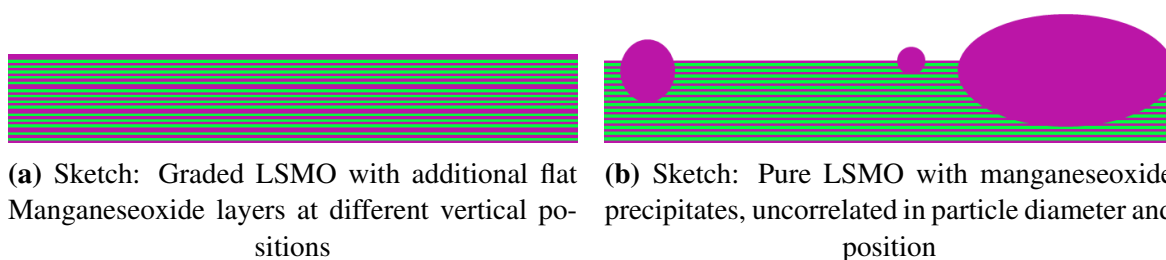 (a) Sketch: Graded LSMO with additional flat
Manganeseoxide layers at different vertical po-
sitions
(b) Sketch: Pure LSMO with manganeseoxide
precipitates, uncorrelated in particle diameter and
position